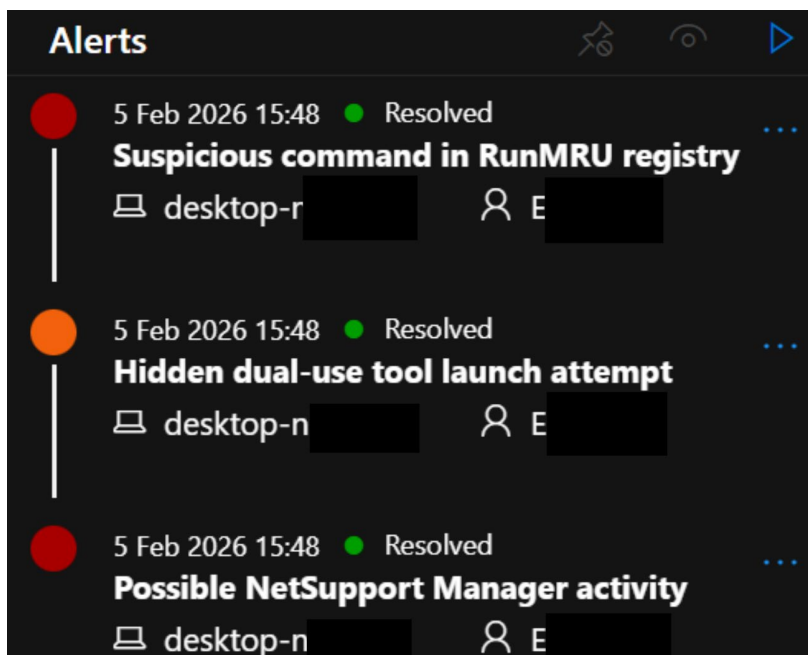 Alerts
5 Feb 2026 15:48 Resolved
Suspicious command in RunMRU registry
desktop-r E
5 Feb 2026 15:48 Resolved
Hidden dual-use tool launch attempt
desktop-n E
5 Feb 2026 15:48 Resolved
Possible NetSupport Manager activity
desktop-n E